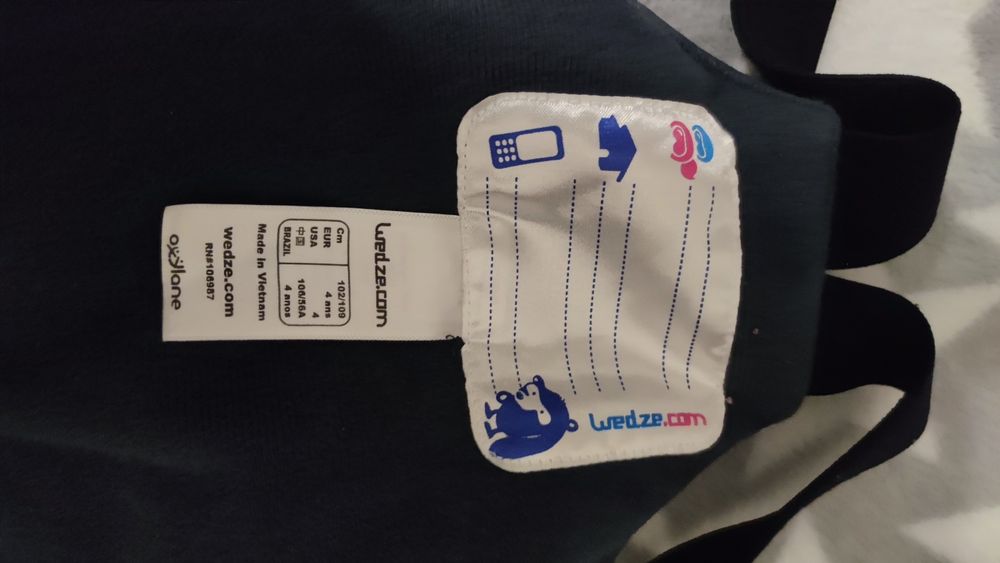 wedze.com
wedze.com
Cm 102/109
EUR 4 ans
USA 4
中国 106/56A
BRAZIL 4 anos
Made in Vietnam
wedze.com
RN#106987
oxylane